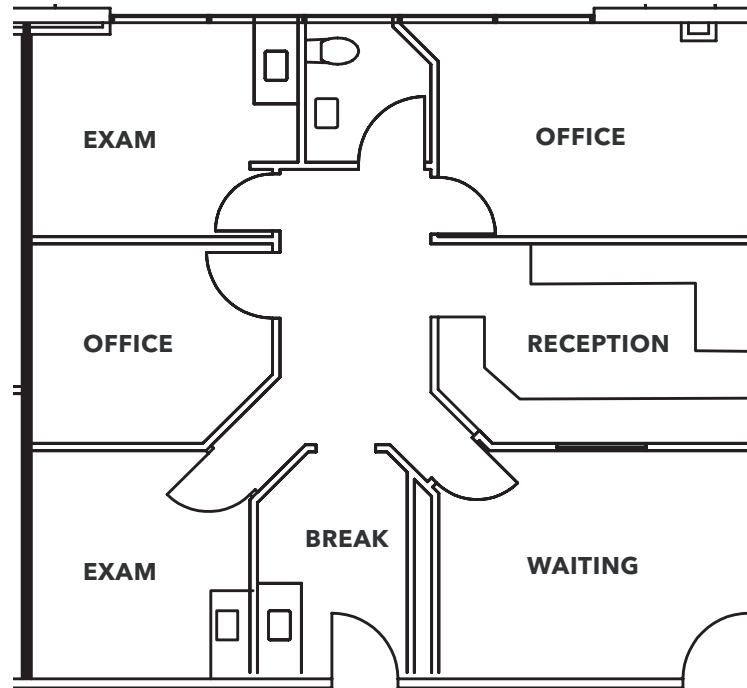 EXAM
OFFICE
OFFICE
RECEPTION
BREAK
EXAM
WAITING